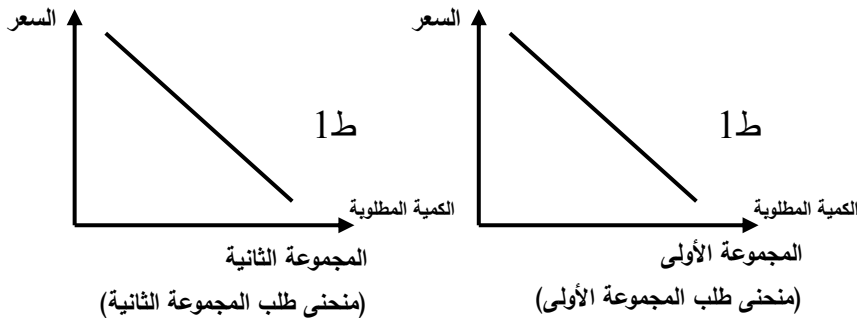 السعر
ط1
الكمية المطلوبة
المجموعة الأولى
(منحنى طلب المجموعة الأولى)
السعر
ط1
الكمية المطلوبة
المجموعة الثانية
(منحنى طلب المجموعة الثانية)